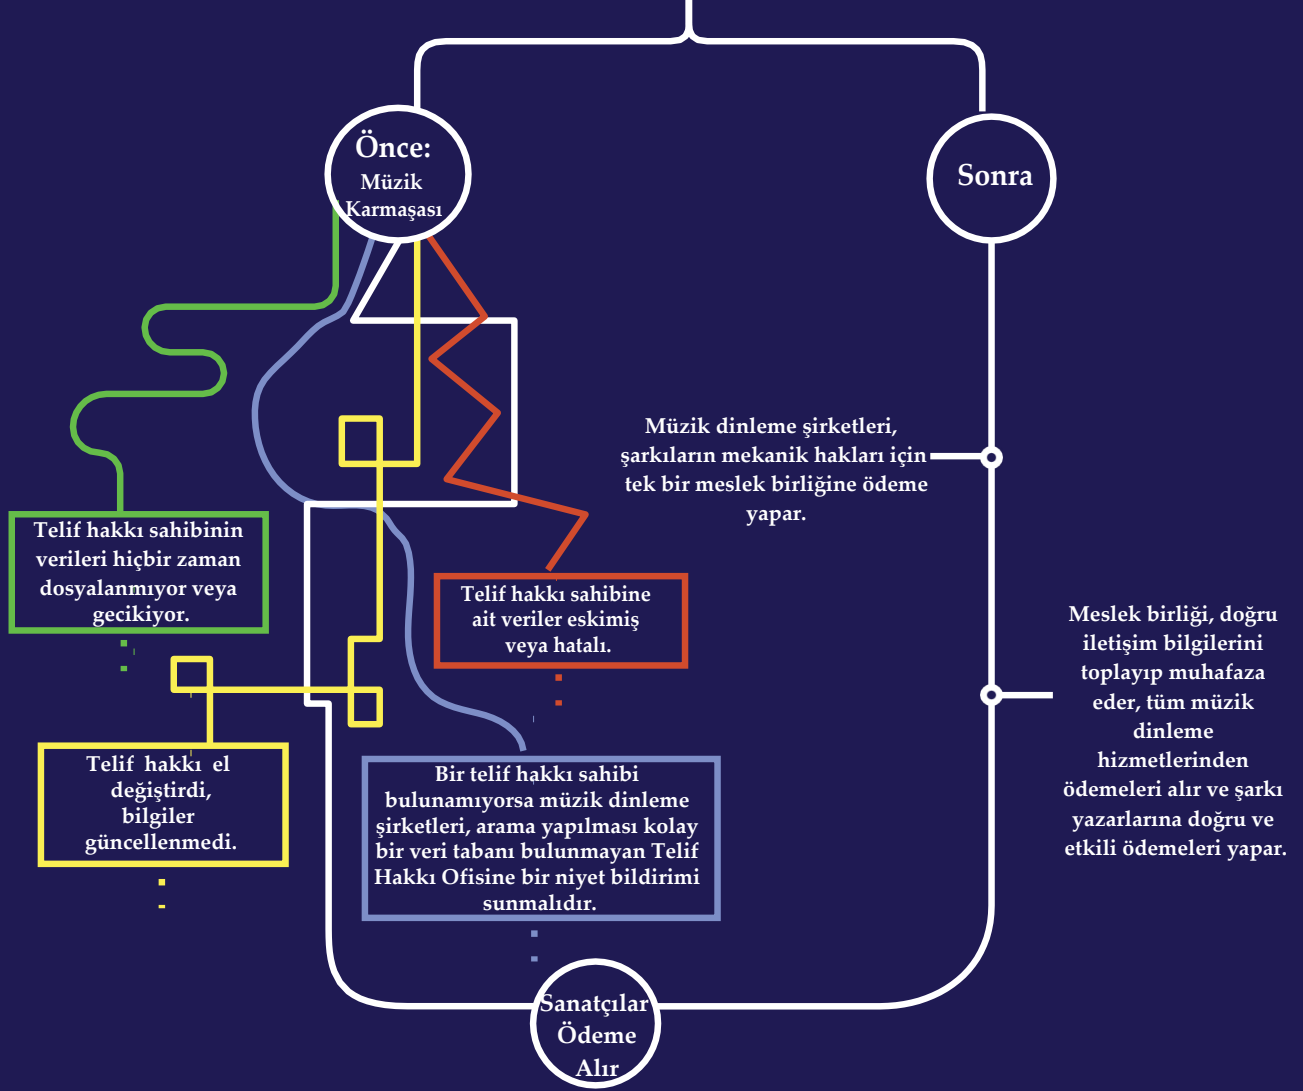 Önce:
Müzik
Karmaşası
Sonra
Müzik dinleme şirketleri,
şarkıların mekanik hakları için
tek bir meslek birliğine ödeme
yapar.
Telif hakkı sahibinin
verileri hiçbir zaman
dosyalanmıyor veya
gecikiyor.
Telif hakkı sahibine
ait veriler eskimiş
veya hatalı.
Meslek birliği, doğru
iletişim bilgilerini
toplayıp muhafaza
eder, tüm müzik
dinleme
hizmetlerinden
ödemeleri alır ve şarkı
yazarlarına doğru ve
etkili ödemeleri yapar.
Telif hakkı el
değiştirdi,
bilgiler
güncellenmedi.
Bir telif hakkı sahibi
bulunamıyorsa müzik dinleme
şirketleri, arama yapılması kolay
bir veri tabanı bulunmayan Telif
Hakkı Ofisine bir niyet bildirimi
sunmalıdır.
Sanatçılar
Ödeme
Alır